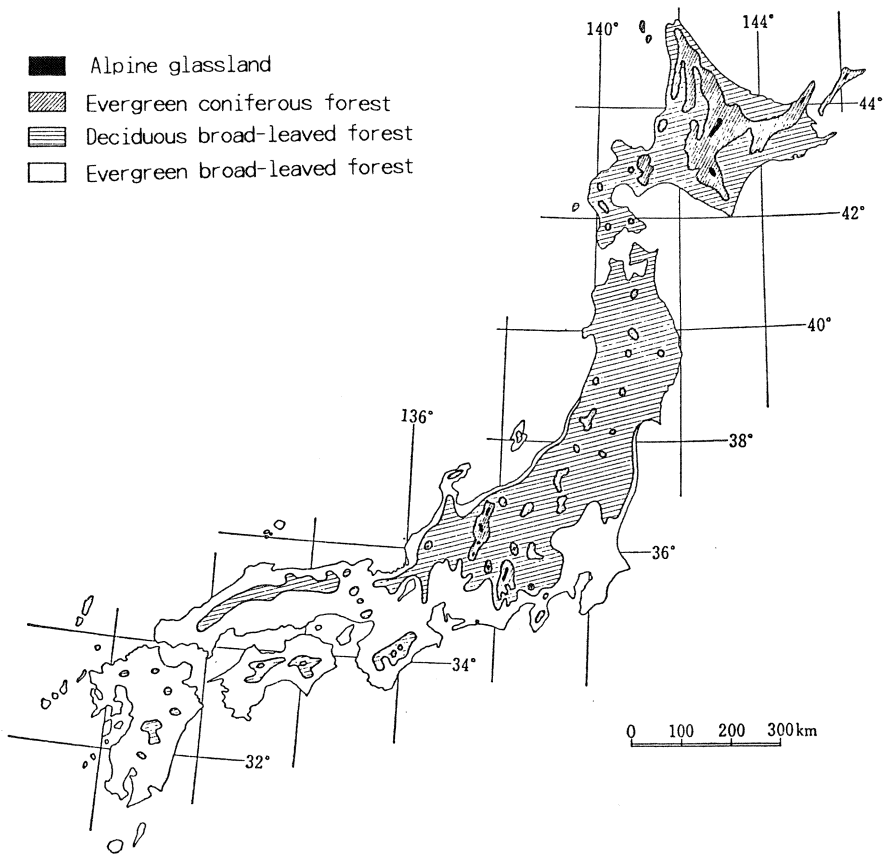 Alpine glassland
Evergreen coniferous forest
Deciduous broad-leaved forest
Evergreen broad-leaved forest
140°
144°
44°
42°
40°
136°
38°
36°
34°
32°
0 100 200 300km